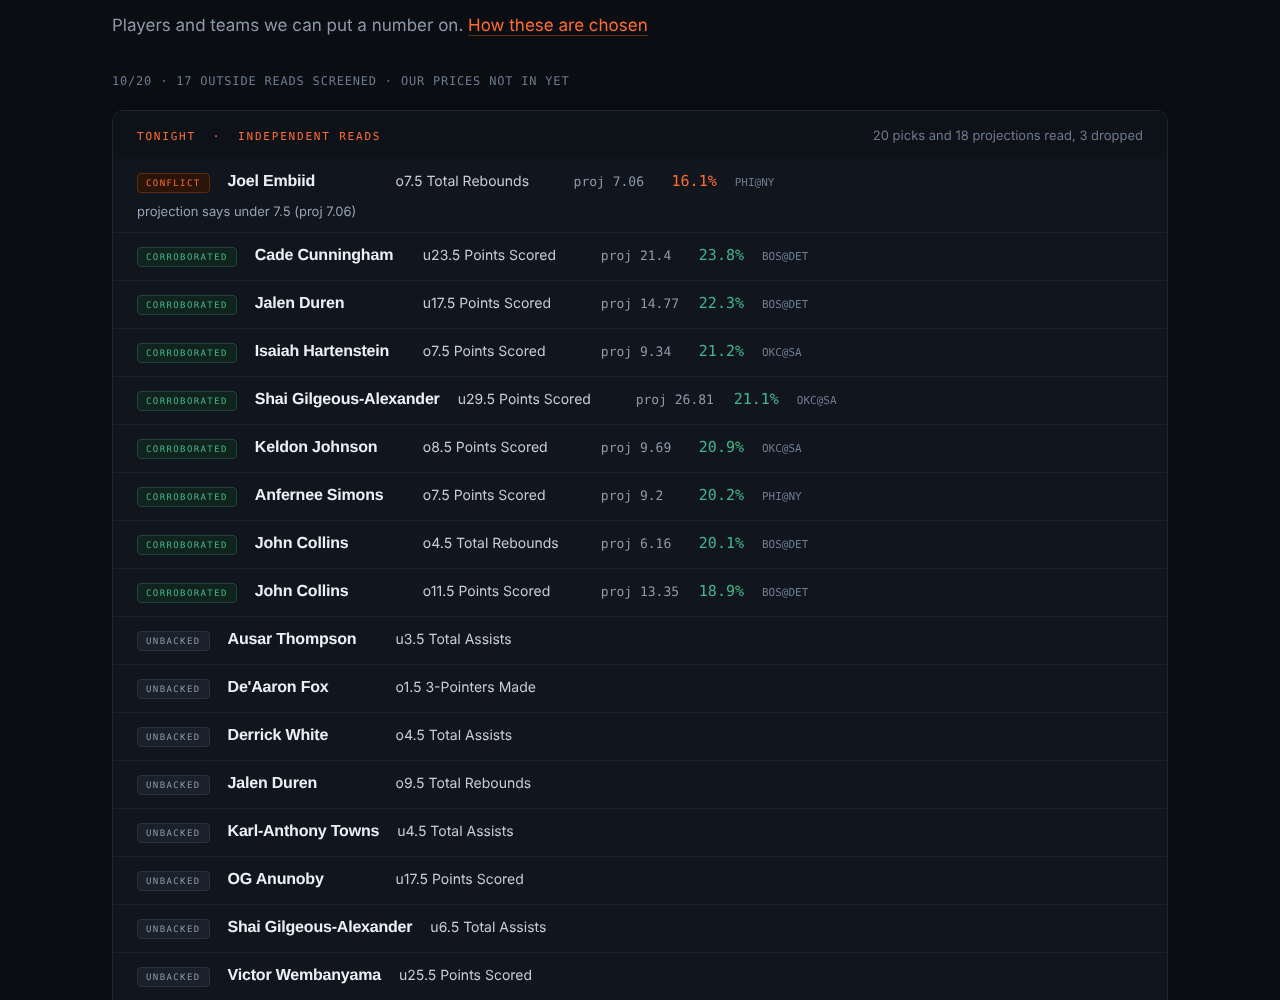 Players and teams we can put a number on. How these are chosen
10/20 · 17 OUTSIDE READS SCREENED · OUR PRICES NOT IN YET
TONIGHT · INDEPENDENT READS 20 picks and 18 projections read, 3 dropped
CONFLICT Joel Embiid o7.5 Total Rebounds proj 7.06 16.1% PHI@NY
projection says under 7.5 (proj 7.06)
CORROBORATED Cade Cunningham u23.5 Points Scored proj 21.4 23.8% BOS@DET
CORROBORATED Jalen Duren u17.5 Points Scored proj 14.77 22.3% BOS@DET
CORROBORATED Isaiah Hartenstein o7.5 Points Scored proj 9.34 21.2% OKC@SA
CORROBORATED Shai Gilgeous-Alexander u29.5 Points Scored proj 26.81 21.1% OKC@SA
CORROBORATED Keldon Johnson o8.5 Points Scored proj 9.69 20.9% OKC@SA
CORROBORATED Anfernee Simons o7.5 Points Scored proj 9.2 20.2% PHI@NY
CORROBORATED John Collins o4.5 Total Rebounds proj 6.16 20.1% BOS@DET
CORROBORATED John Collins o11.5 Points Scored proj 13.35 18.9% BOS@DET
UNBACKED Ausar Thompson u3.5 Total Assists
UNBACKED De'Aaron Fox o1.5 3-Pointers Made
UNBACKED Derrick White o4.5 Total Assists
UNBACKED Jalen Duren o9.5 Total Rebounds
UNBACKED Karl-Anthony Towns u4.5 Total Assists
UNBACKED OG Anunoby u17.5 Points Scored
UNBACKED Shai Gilgeous-Alexander u6.5 Total Assists
UNBACKED Victor Wembanyama u25.5 Points Scored